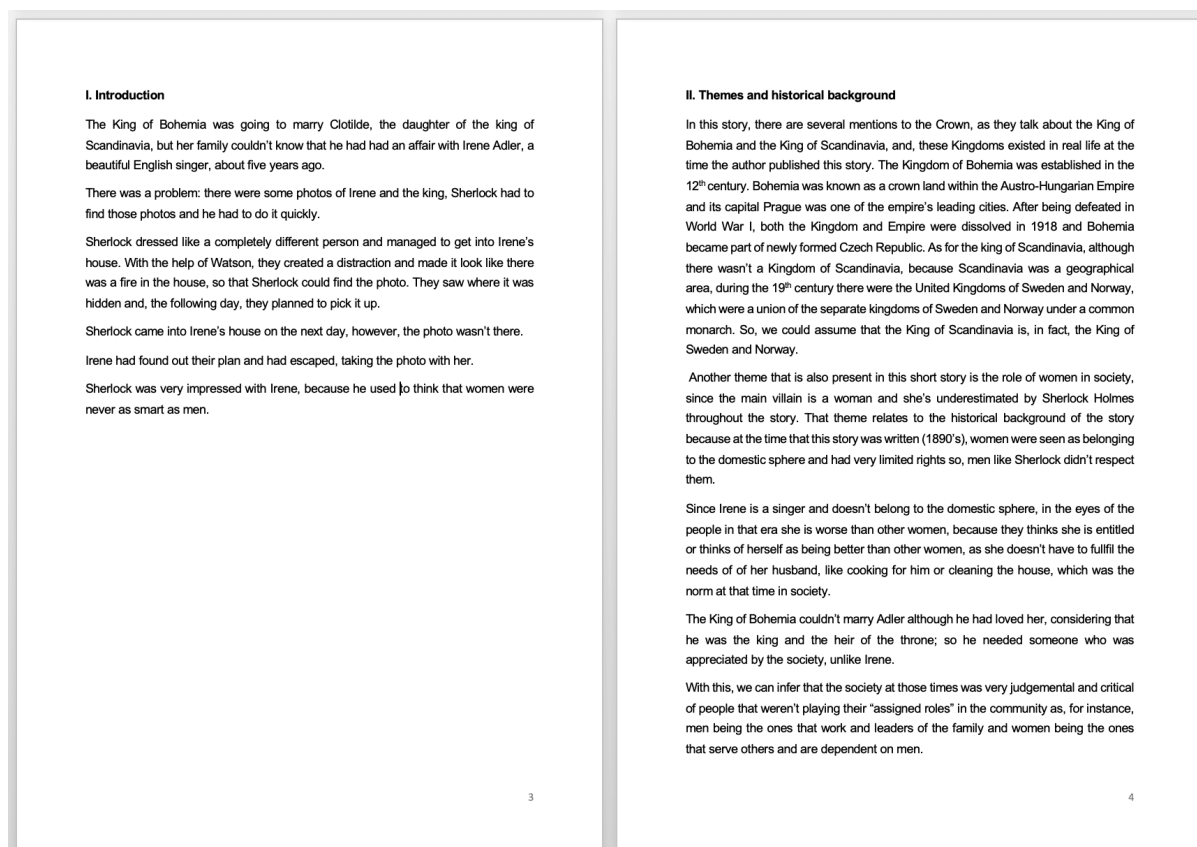 I. Introduction
The King of Bohemia was going to marry Clotilde, the daughter of the king of
Scandinavia, but her family couldn’t know that he had had an affair with Irene Adler, a
beautiful English singer, about five years ago.
There was a problem: there were some photos of Irene and the king, Sherlock had to
find those photos and he had to do it quickly.
Sherlock dressed like a completely different person and managed to get into Irene’s
house. With the help of Watson, they created a distraction and made it look like there
was a fire in the house, so that Sherlock could find the photo. They saw where it was
hidden and, the following day, they planned to pick it up.
Sherlock came into Irene’s house on the next day, however, the photo wasn’t there.
Irene had found out their plan and had escaped, taking the photo with her.
Sherlock was very impressed with Irene, because he used to think that women were
never as smart as men.
3
II. Themes and historical background
In this story, there are several mentions to the Crown, as they talk about the King of
Bohemia and the King of Scandinavia, and, these Kingdoms existed in real life at the
time the author published this story. The Kingdom of Bohemia was established in the
12th century. Bohemia was known as a crown land within the Austro-Hungarian Empire
and its capital Prague was one of the empire’s leading cities. After being defeated in
World War I, both the Kingdom and Empire were dissolved in 1918 and Bohemia
became part of newly formed Czech Republic. As for the king of Scandinavia, although
there wasn’t a Kingdom of Scandinavia, because Scandinavia was a geographical
area, during the 19th century there were the United Kingdoms of Sweden and Norway,
which were a union of the separate kingdoms of Sweden and Norway under a common
monarch. So, we could assume that the King of Scandinavia is, in fact, the King of
Sweden and Norway.
Another theme that is also present in this short story is the role of women in society,
since the main villain is a woman and she’s underestimated by Sherlock Holmes
throughout the story. That theme relates to the historical background of the story
because at the time that this story was written (1890’s), women were seen as belonging
to the domestic sphere and had very limited rights so, men like Sherlock didn’t respect
them.
Since Irene is a singer and doesn’t belong to the domestic sphere, in the eyes of the
people in that era she is worse than other women, because they thinks she is entitled
or thinks of herself as being better than other women, as she doesn’t have to fullfil the
needs of of her husband, like cooking for him or cleaning the house, which was the
norm at that time in society.
The King of Bohemia couldn’t marry Adler although he had loved her, considering that
he was the king and the heir of the throne; so he needed someone who was
appreciated by the society, unlike Irene.
With this, we can infer that the society at those times was very judgemental and critical
of people that weren’t playing their “assigned roles” in the community as, for instance,
men being the ones that work and leaders of the family and women being the ones
that serve others and are dependent on men.
4